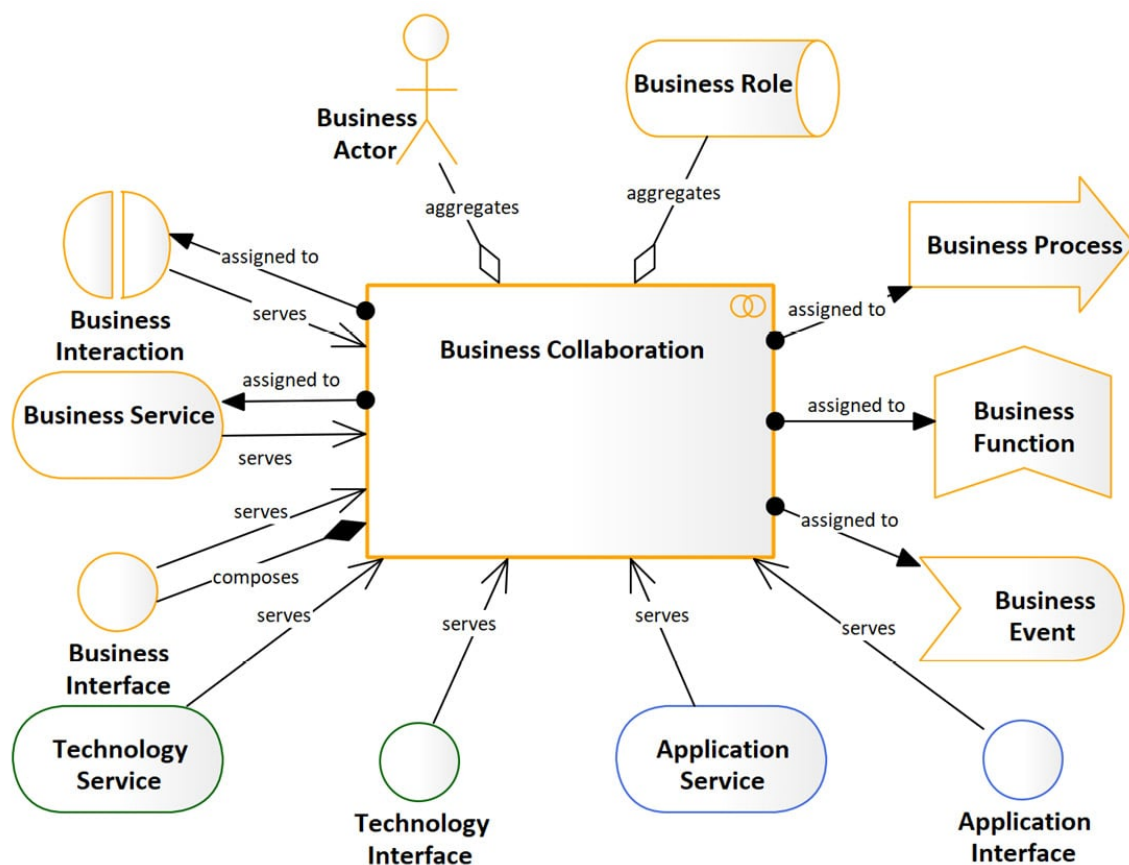 Business
Actor
Business Role
aggregates
aggregates
assigned to
serves
Business
Interaction
Business Collaboration
assigned to
Business Process
assigned to
Business Service
serves
assigned to
Business
Function
serves
composes
Business
Interface
assigned to
Business
Event
serves
serves
serves
serves
Technology
Service
Technology
Interface
Application
Service
Application
Interface